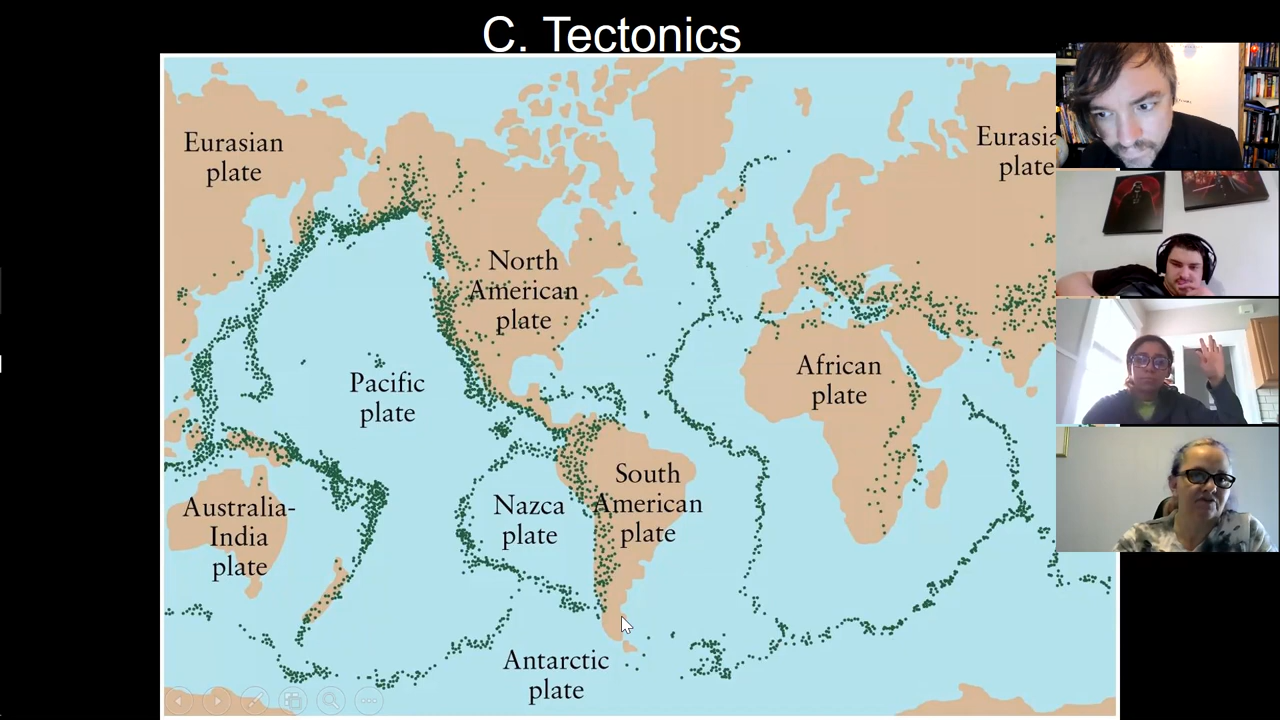 C. Tectonics
Eurasian
plate
Eurasia
plate
North
American
plate
Pacific
plate
African
plate
South
American
plate
Nazca
plate
Australia-
India
plate
Antarctic
plate